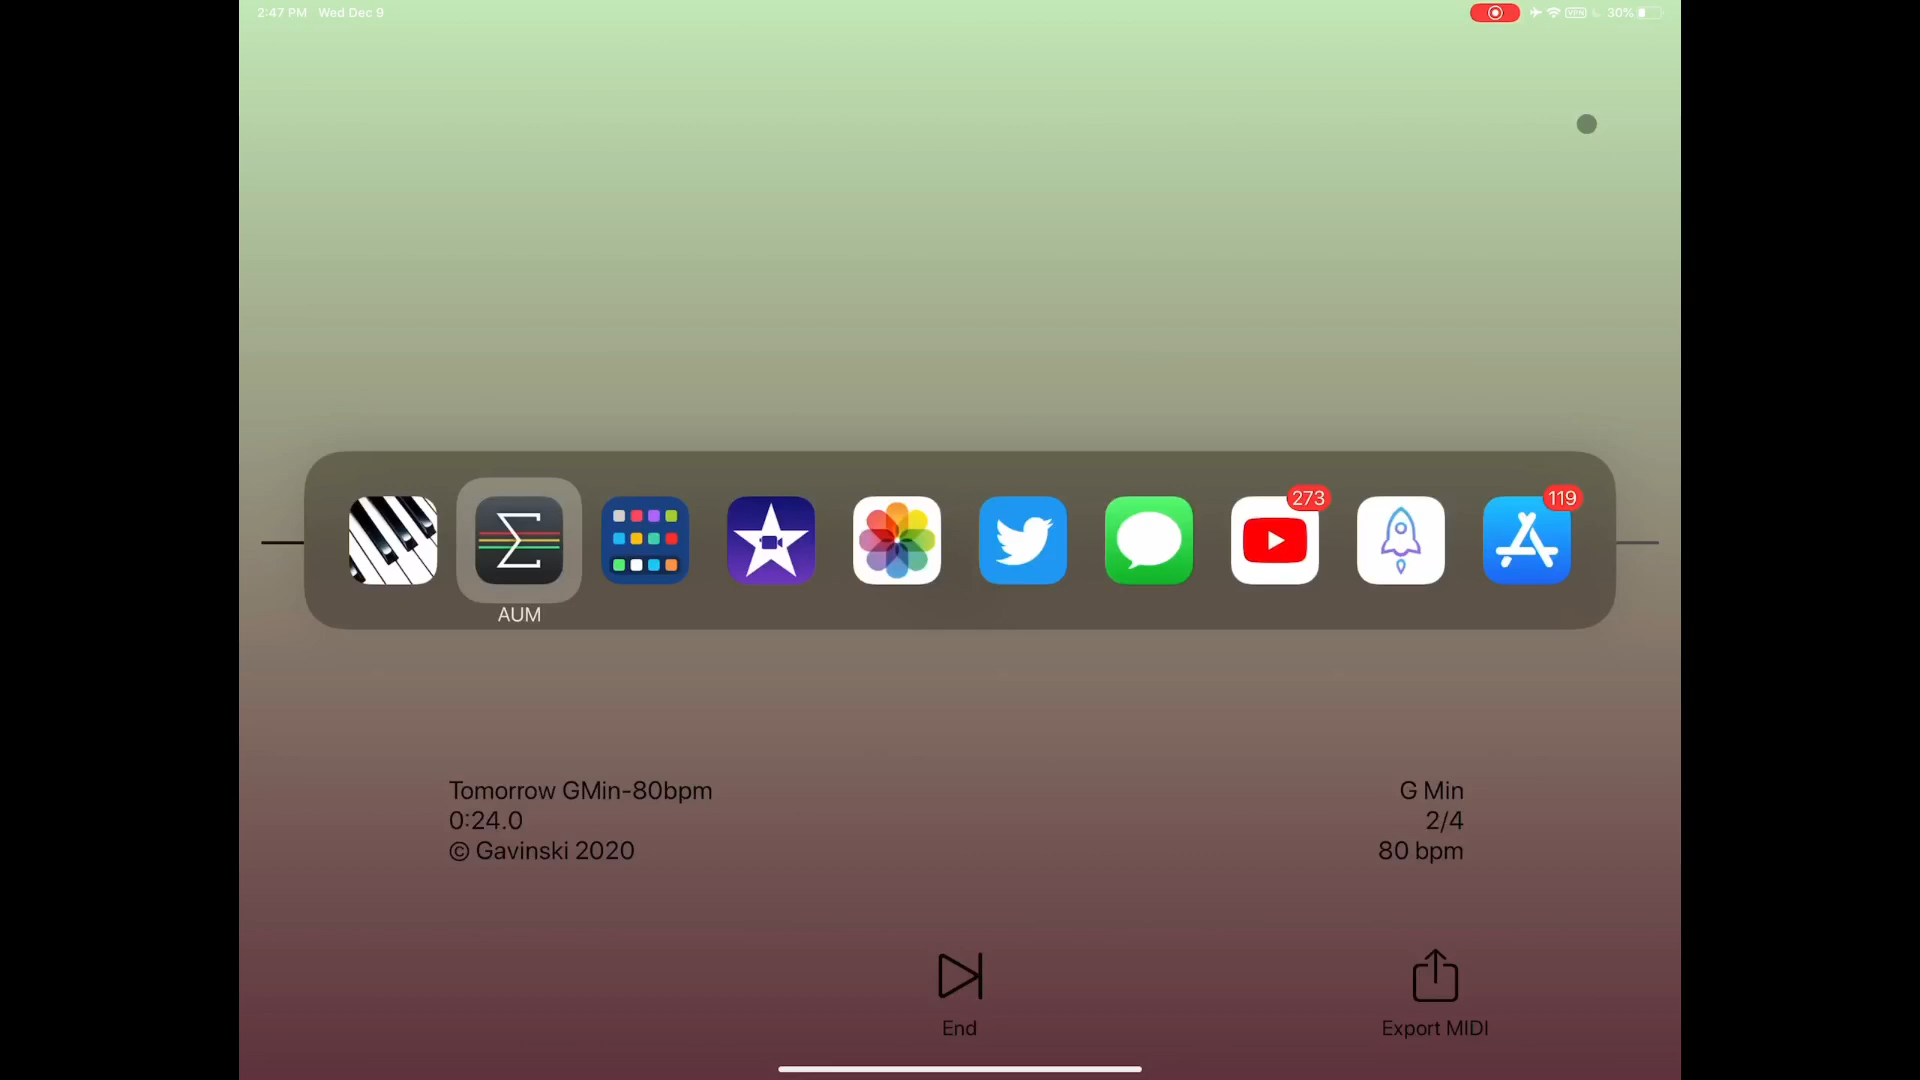 2:47 PM Wed Dec 9
VPN 30%
273
119
AUM
Tomorrow GMin-80bpm
G Min
0:24.0
2/4
© Gavinski 2020
80 bpm
End
Export MIDI